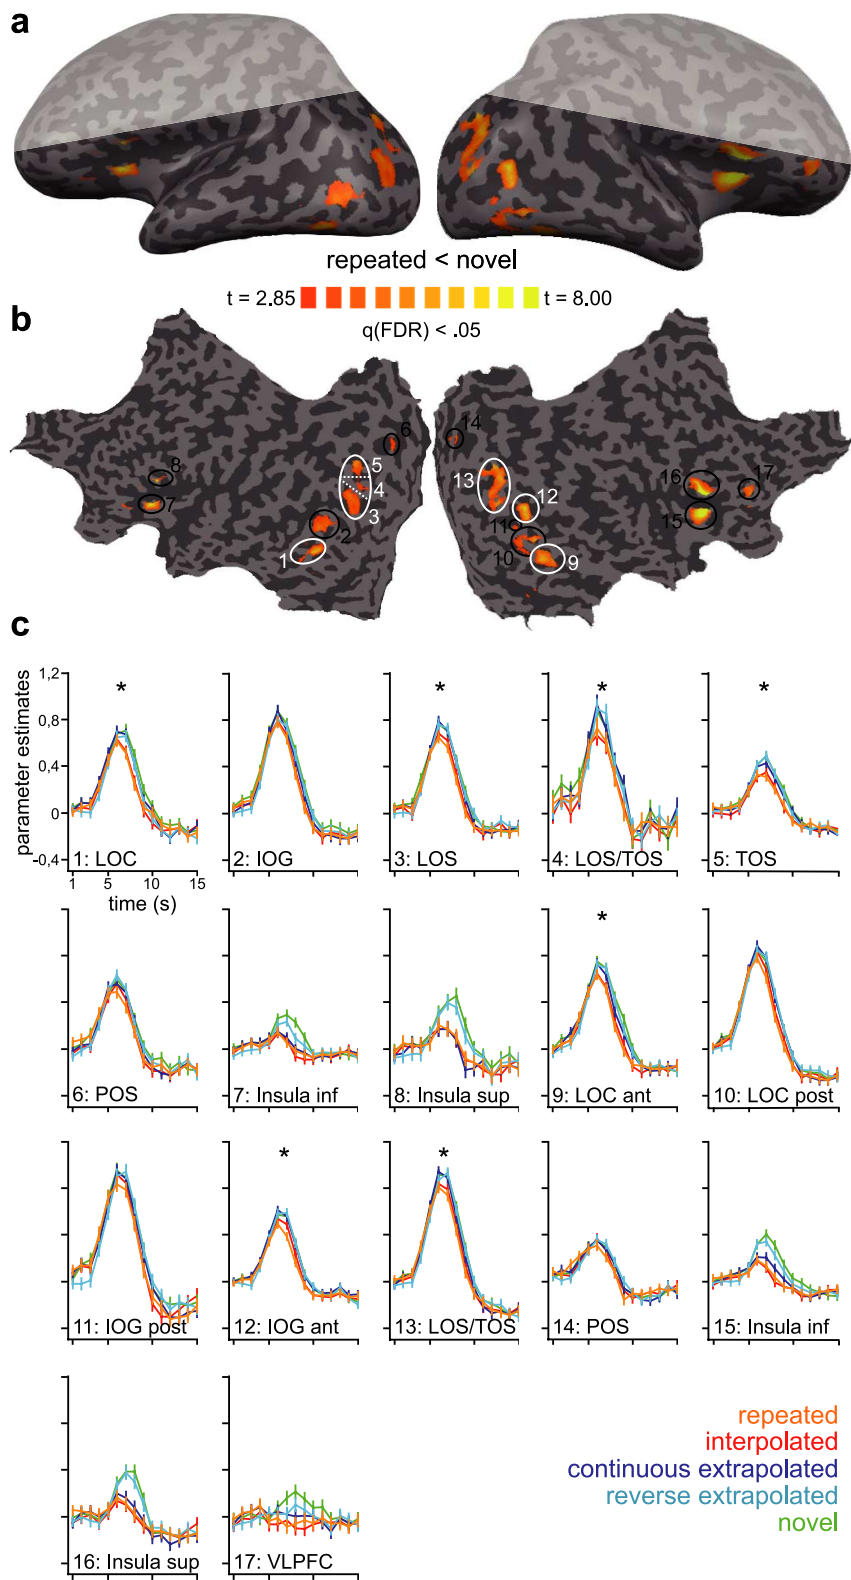 a
repeated < novel
t = 2.85 t = 8.00
q(FDR) < .05
b
6
14
8
5
13
16
17
4
12
7
3
11
15
2
10
1
9
c
parameter estimates
1,2
0,8
0,4
0
-0,4
* * * *
1: LOC
2: IOG
3: LOS
4: LOS/TOS
5: TOS
1 5 10 15
time (s)
*
6: POS
7: Insula inf
8: Insula sup
9: LOC ant
10: LOC post
* *
11: IOG post
12: IOG ant
13: LOS/TOS
14: POS
15: Insula inf
16: Insula sup
17: VLPFC
repeated
interpolated
continuous extrapolated
reverse extrapolated
novel